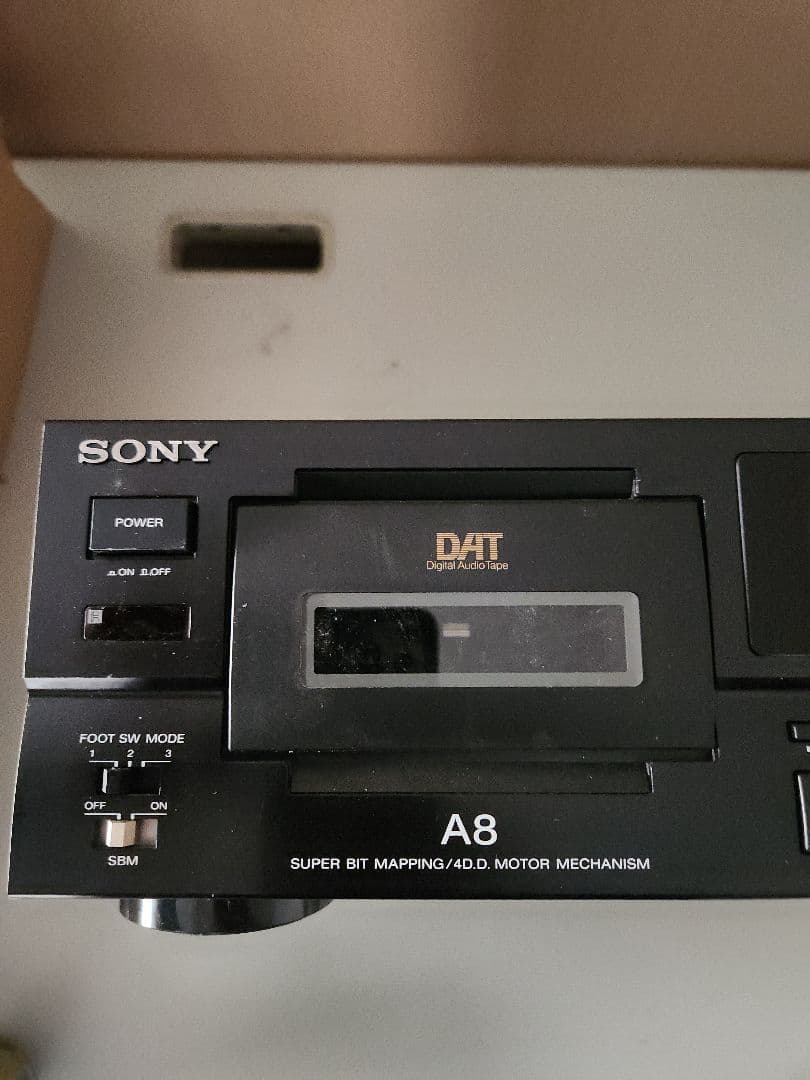 SONY
POWER
ON OFF
DAT
Digital Audio Tape
FOOT SW MODE
1 2 3
OFF ON
SBM
A8
SUPER BIT MAPPING/4D.D. MOTOR MECHANISM